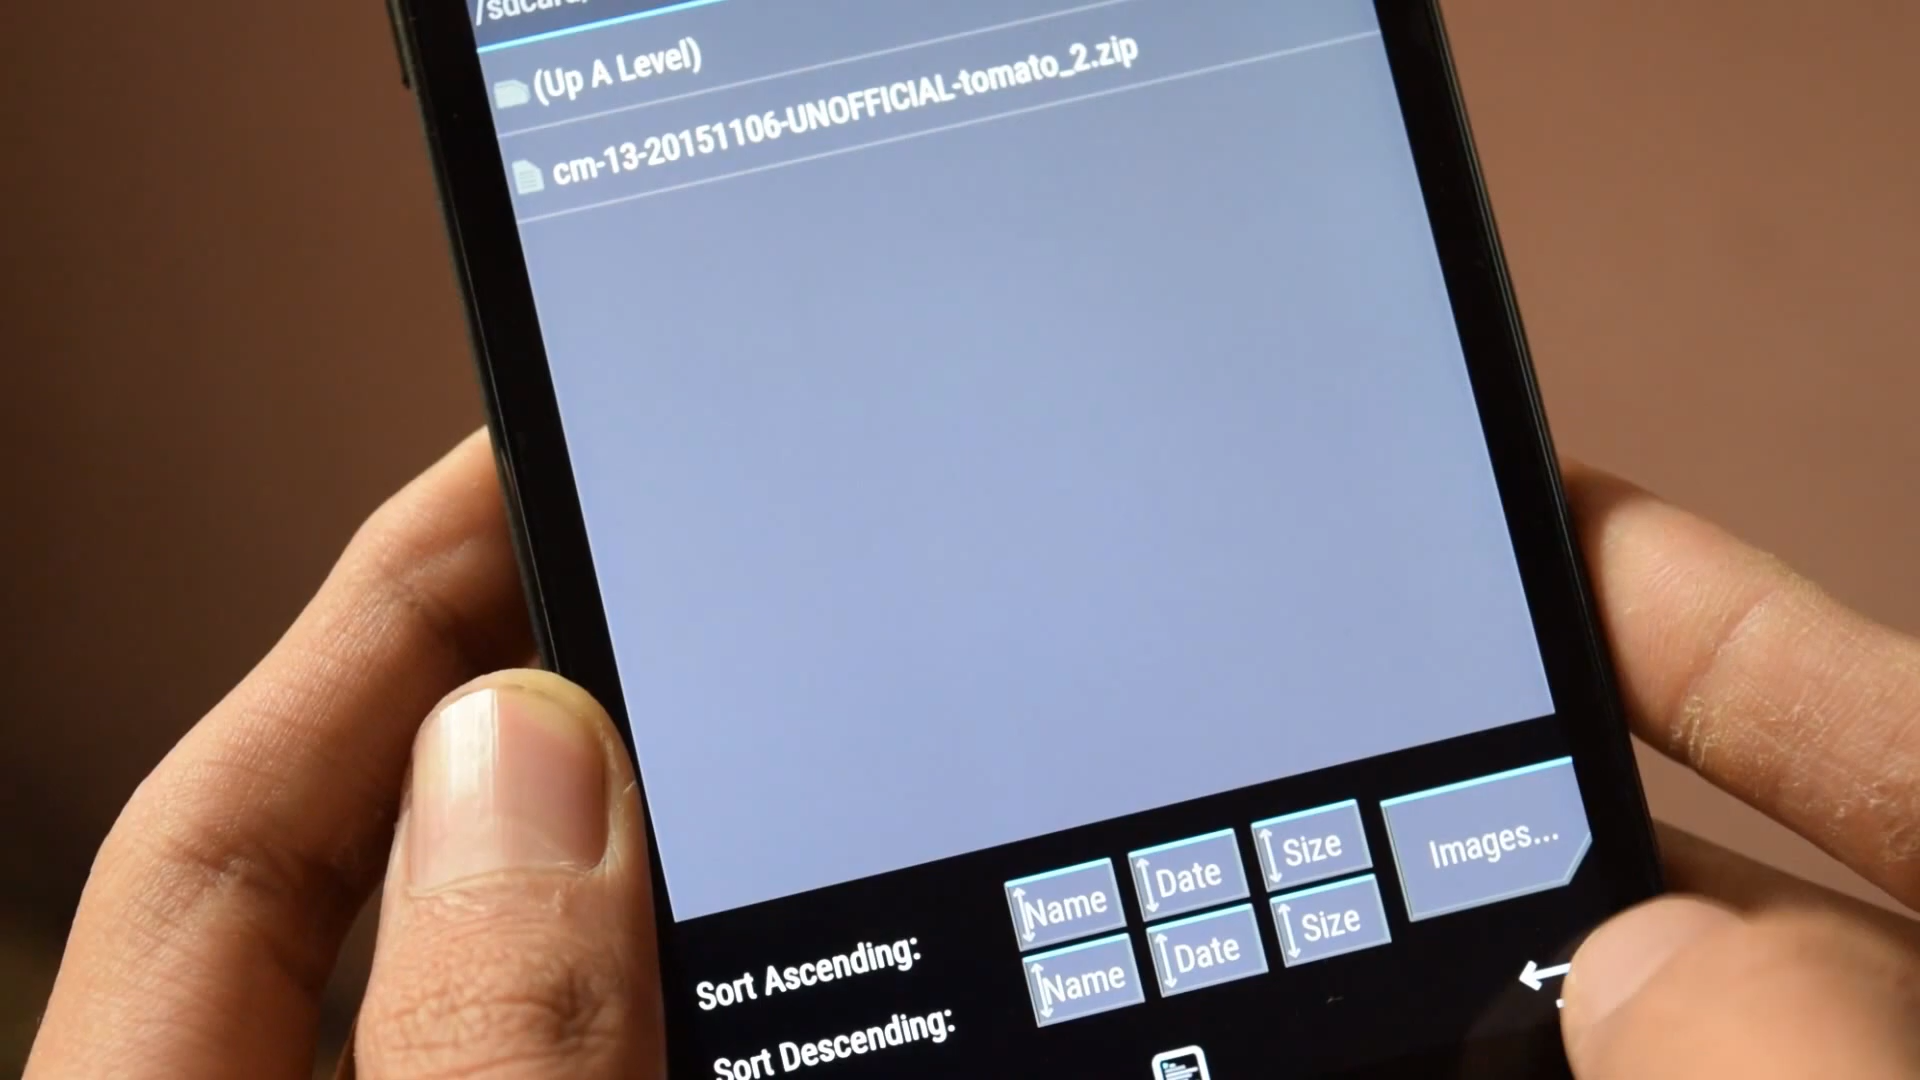 /sdcard
(Up A Level)
cm-13-20151106-UNOFFICIAL-tomato_2.zip
Sort Ascending:
Name
Date
Size
Images...
Sort Descending:
Name
Date
Size